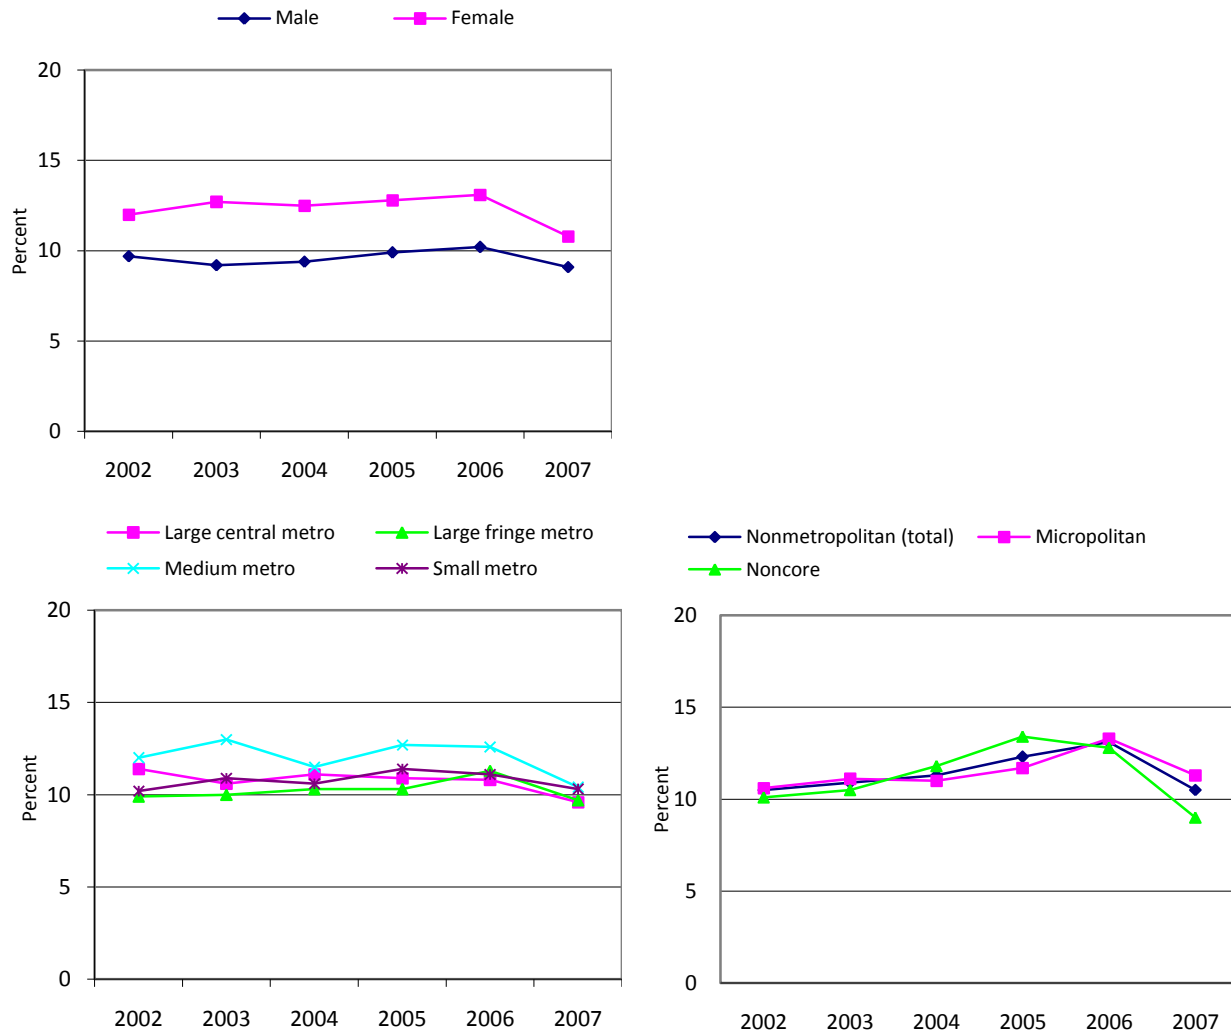 Male Female
20
15
10
5
0
Percent
2002 2003 2004 2005 2006 2007
Large central metro Large fringe metro
Medium metro Small metro
20
15
10
5
0
Percent
2002 2003 2004 2005 2006 2007
Nonmetropolitan (total) Micropolitan
Noncore
20
15
10
5
0
Percent
2002 2003 2004 2005 2006 2007